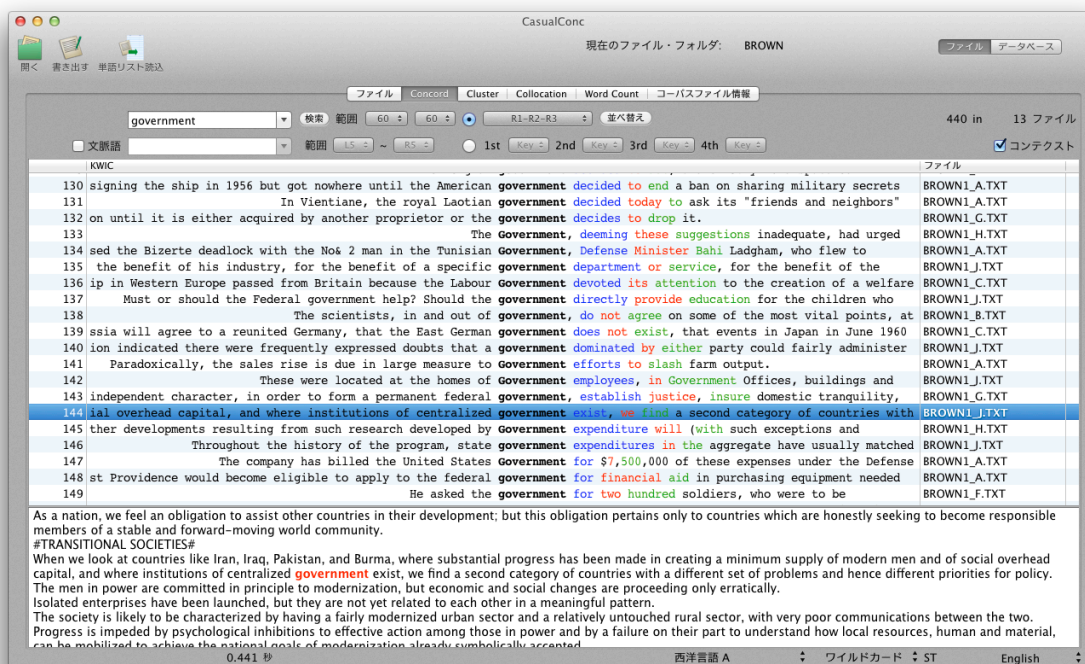 CasualConc
開く 書き出す 単語リスト読込
現在のファイル・フォルダ: BROWN
ファイル データベース
ファイル Concord Cluster Collocation Word Count コーパスファイル情報
government 検索 範囲 60 60 R1-R2-R3 並べ替え 440 in 13 ファイル
文脈語 範囲 L5 ~ R5 1st Key 2nd Key 3rd Key 4th Key コンテクスト
KWIC ファイル
130 signing the ship in 1956 but got nowhere until the American government decided to end a ban on sharing military secrets BROWN1_A.TXT
131 In Vientiane, the royal Laotian government decided today to ask its "friends and neighbors" BROWN1_A.TXT
132 on until it is either acquired by another proprietor or the government decides to drop it. BROWN1_G.TXT
133 The Government, deeming these suggestions inadequate, had urged BROWN1_H.TXT
134 sed the Bizerte deadlock with the No& 2 man in the Tunisian Government, Defense Minister Bahi Ladgham, who flew to BROWN1_A.TXT
135 the benefit of his industry, for the benefit of a specific government department or service, for the benefit of the BROWN1_J.TXT
136 ip in Western Europe passed from Britain because the Labour Government devoted its attention to the creation of a welfare BROWN1_C.TXT
137 Must or should the Federal government help? Should the government directly provide education for the children who BROWN1_J.TXT
138 The scientists, in and out of government, do not agree on some of the most vital points, at BROWN1_B.TXT
139 ssia will agree to a reunited Germany, that the East German government does not exist, that events in Japan in June 1960 BROWN1_C.TXT
140 ion indicated there were frequently expressed doubts that a government dominated by either party could fairly administer BROWN1_J.TXT
141 Paradoxically, the sales rise is due in large measure to Government efforts to slash farm output. BROWN1_A.TXT
142 These were located at the homes of Government employees, in Government Offices, buildings and BROWN1_J.TXT
143 independent character, in order to form a permanent federal government, establish justice, insure domestic tranquility, BROWN1_G.TXT
144 ial overhead capital, and where institutions of centralized government exist, we find a second category of countries with BROWN1_J.TXT
145 ther developments resulting from such research developed by Government expenditure will (with such exceptions and BROWN1_H.TXT
146 Throughout the history of the program, state government expenditures in the aggregate have usually matched BROWN1_J.TXT
147 The company has billed the United States Government for $7,500,000 of these expenses under the Defense BROWN1_A.TXT
148 st Providence would become eligible to apply to the federal government for financial aid in purchasing equipment needed BROWN1_A.TXT
149 He asked the government for two hundred soldiers, who were to be BROWN1_F.TXT
As a nation, we feel an obligation to assist other countries in their development; but this obligation pertains only to countries which are honestly seeking to become responsible
members of a stable and forward-moving world community.
#TRANSITIONAL SOCIETIES#
When we look at countries like Iran, Iraq, Pakistan, and Burma, where substantial progress has been made in creating a minimum supply of modern men and of social overhead
capital, and where institutions of centralized government exist, we find a second category of countries with a different set of problems and hence different priorities for policy.
The men in power are committed in principle to modernization, but economic and social changes are proceeding only erratically.
Isolated enterprises have been launched, but they are not yet related to each other in a meaningful pattern.
The society is likely to be characterized by having a fairly modernized urban sector and a relatively untouched rural sector, with very poor communications between the two.
Progress is impeded by psychological inhibitions to effective action among those in power and by a failure on their part to understand how local resources, human and material,
can be mobilized to achieve the national goals of modernization already symbolically accepted.
0.441 秒 西洋言語 A ワイルドカード ST English